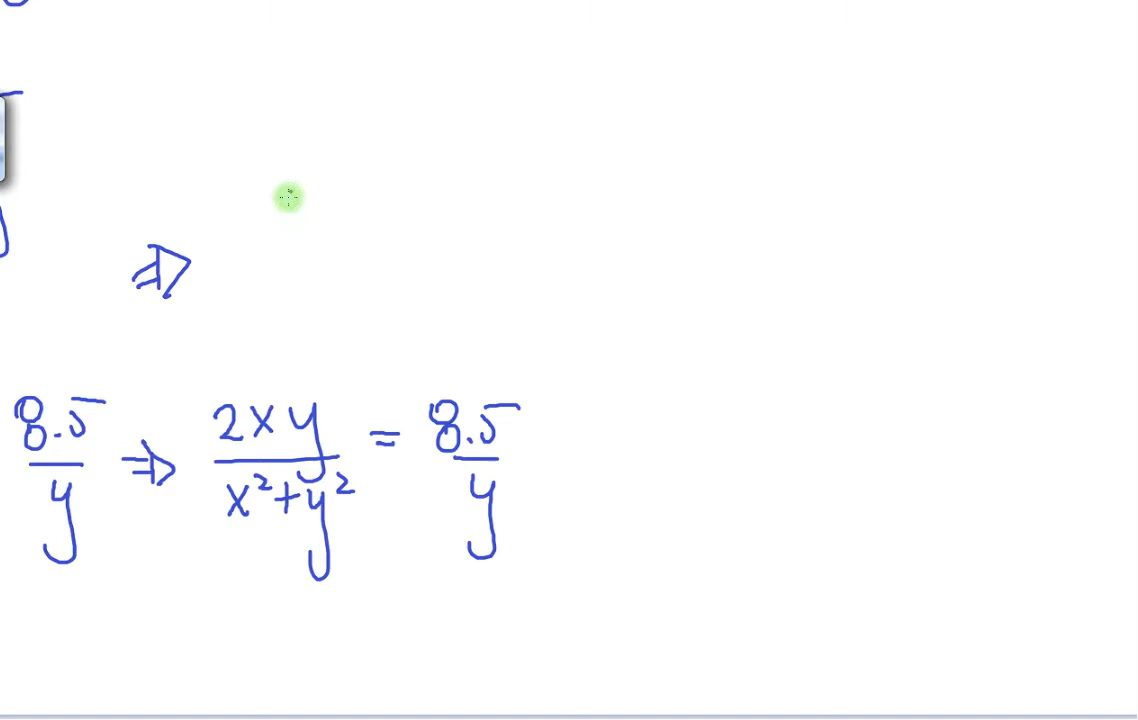 ⇒
8.5/y ⇒ 2xy/(x²+y²) = 8.5/y